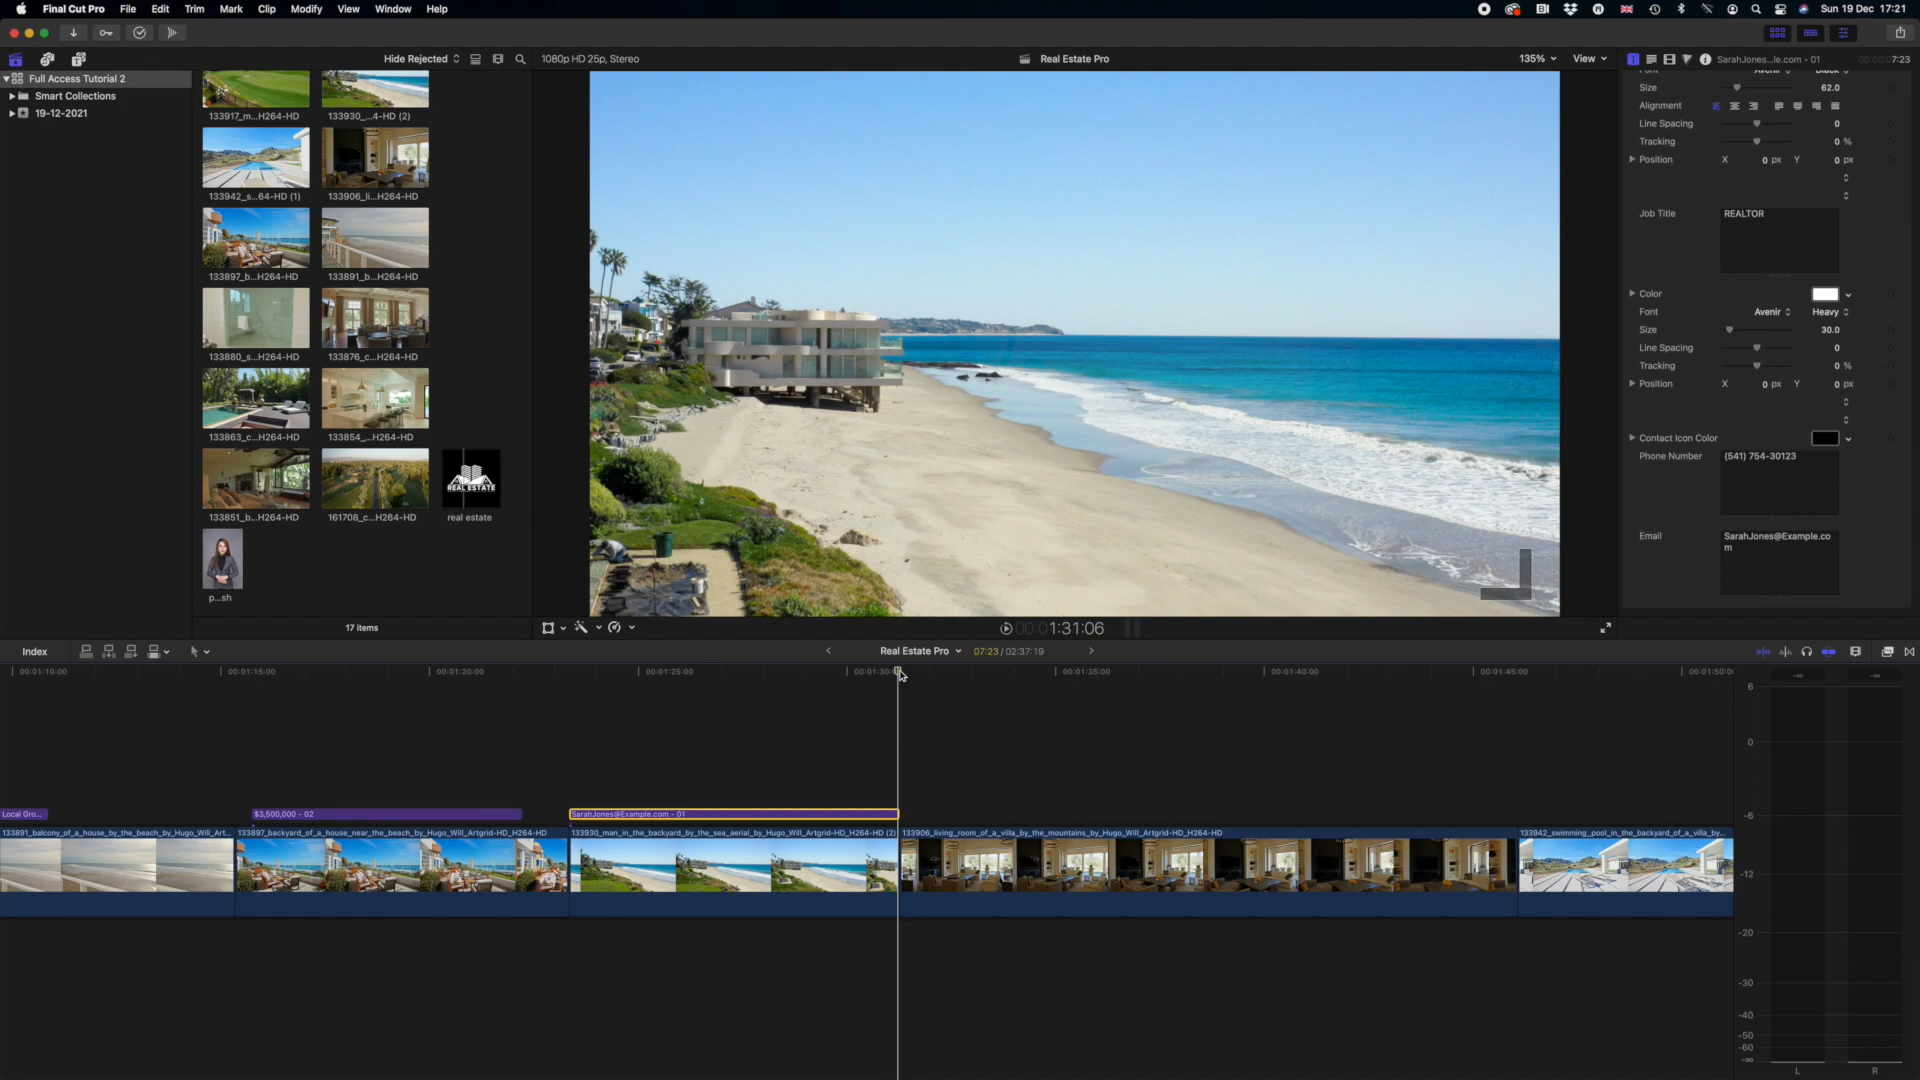 Final Cut Pro File Edit Trim Mark Clip Modify View Window Help
Sun 19 Dec 17:21
Hide Rejected
1080p HD 25p, Stereo
Real Estate Pro
135% View
SarahJones...le.com - 01
7:23
Full Access Tutorial 2
Smart Collections
19-12-2021
133917_m...H264-HD
133930_...4-HD (2)
133942_s...64-HD (1)
133906_li...H264-HD
133897_b...H264-HD
133891_b...H264-HD
133880_s...H264-HD
133876_c...H264-HD
133863_c...H264-HD
133854_...H264-HD
133851_b...H264-HD
161708_c...H264-HD
REAL ESTATE
real estate
p...sh
17 items
Size 62.0
Alignment
Line Spacing 0
Tracking 0 %
Position X 0 px Y 0 px
Job Title REALTOR
Color
Font Avenir Heavy
Size 30.0
Line Spacing 0
Tracking 0 %
Position X 0 px Y 0 px
Contact Icon Color
Phone Number (541) 754-30123
Email SarahJones@Example.co
m
00:00:1:31:06
Index
Real Estate Pro 07:23 / 02:37:19
00:01:10:00 00:01:15:00 00:01:20:00 00:01:25:00 00:01:30:0 00:01:35:00 00:01:40:00 00:01:45:00 00:01:50:0
Local Gro...
$3,500,000 - 02
SarahJones@Example.com - 01
133891_balcony_of_a_house_by_the_beach_by_Hugo_Will_Art...
133897_backyard_of_a_house_near_the_beach_by_Hugo_Will_Artgrid-HD_H264-HD
133930_man_in_the_backyard_by_the_sea_aerial_by_Hugo_Will_Artgrid-HD_H264-HD (2)
133906_living_room_of_a_villa_by_the_mountains_by_Hugo_Will_Artgrid-HD_H264-HD
133942_swimming_pool_in_the_backyard_of_a_villa_by...
-∞ -∞
6
0
-6
-12
-20
-30
-40
-50
-60
-∞
L R